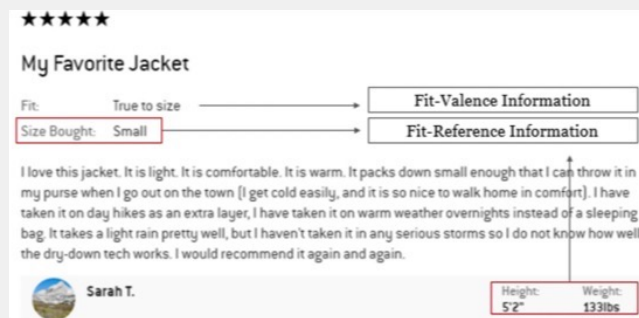 ★★★★★
My Favorite Jacket
Fit: True to size Fit-Valence Information
Size Bought: Small Fit-Reference Information
I love this jacket. It is light. It is comfortable. It is warm. It packs down small enough that I can throw it in
my purse when I go out on the town (I get cold easily, and it is so nice to walk home in comfort). I have
taken it on day hikes as an extra layer, I have taken it on warm weather overnights instead of a sleeping
bag. It takes a light rain pretty well, but I haven't taken it in any serious storms so I do not know how well
the dry-down tech works. I would recommend it again and again.
Sarah T. Height: Weight:
5'2" 133lbs